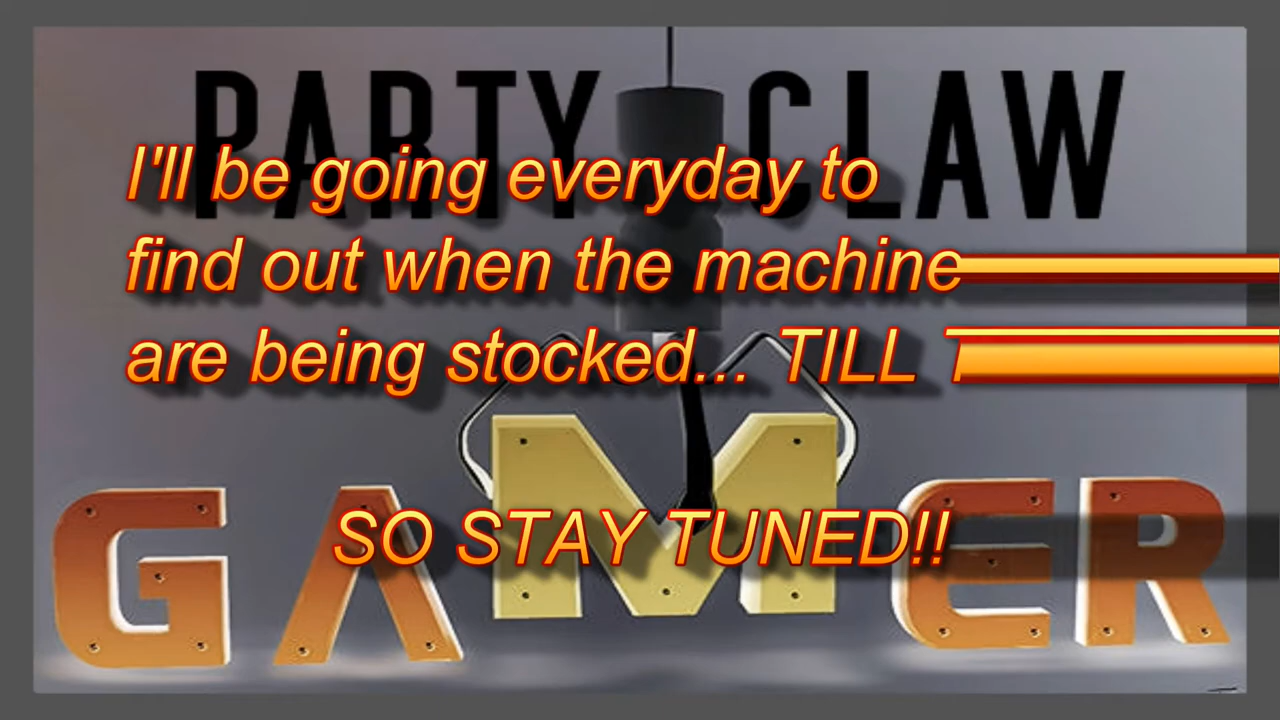 PARTY CLAW
I'll be going everyday to
find out when the machine
are being stocked... TILL
GAMER
SO STAY TUNED!!